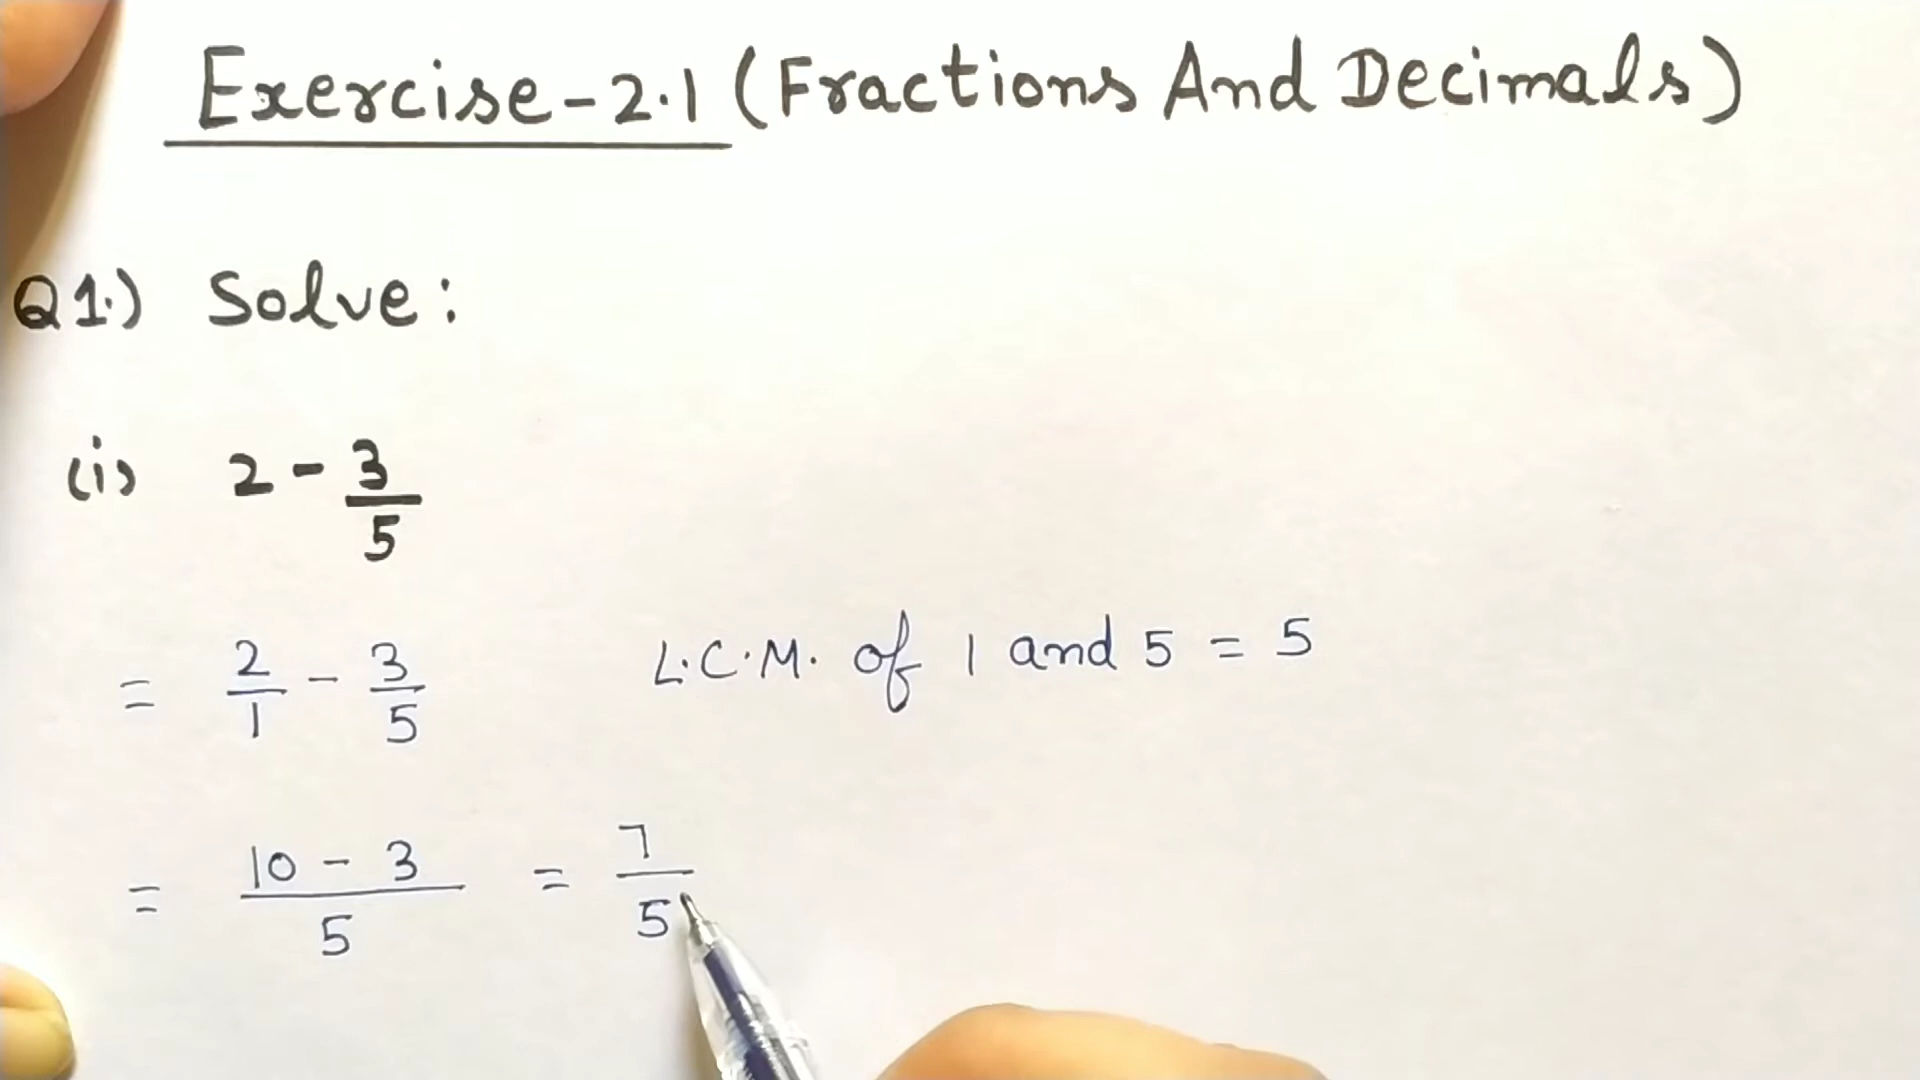 Exercise-2.1 (Fractions And Decimals)
Q1.) Solve:
(i) 2 - 3/5
= 2/1 - 3/5 L.C.M. of 1 and 5 = 5
= 10 - 3/5 = 7/5